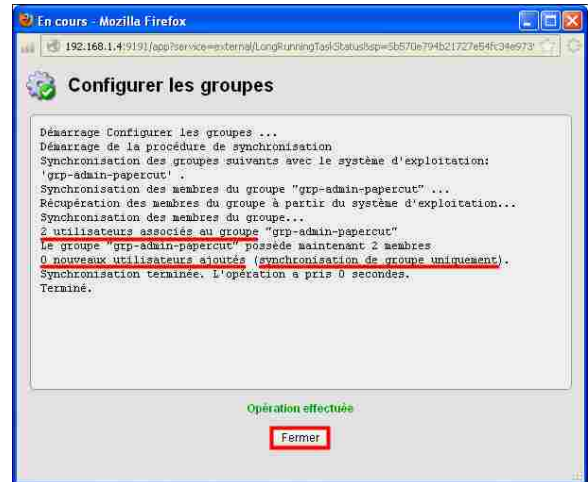 En cours - Mozilla Firefox
192.168.1.4:9191/app?service=external/LongRunningTaskStatus&sp=Sb570e794b21727e54fc34e973
Configurer les groupes
Démarrage Configurer les groupes ...
Démarrage de la procédure de synchronisation
Synchronisation des groupes suivants avec le système d'exploitation:
'grp-admin-papercut' .
Synchronisation des membres du groupe "grp-admin-papercut" ...
Récupération des membres du groupe à partir du système d'exploitation...
Synchronisation des membres du groupe...
2 utilisateurs associés au groupe "grp-admin-papercut"
Le groupe "grp-admin-papercut" possède maintenant 2 membres
0 nouveaux utilisateurs ajoutés (synchronisation de groupe uniquement).
Synchronisation terminée. L'opération a pris 0 secondes.
Terminé.
Opération effectuée
Fermer